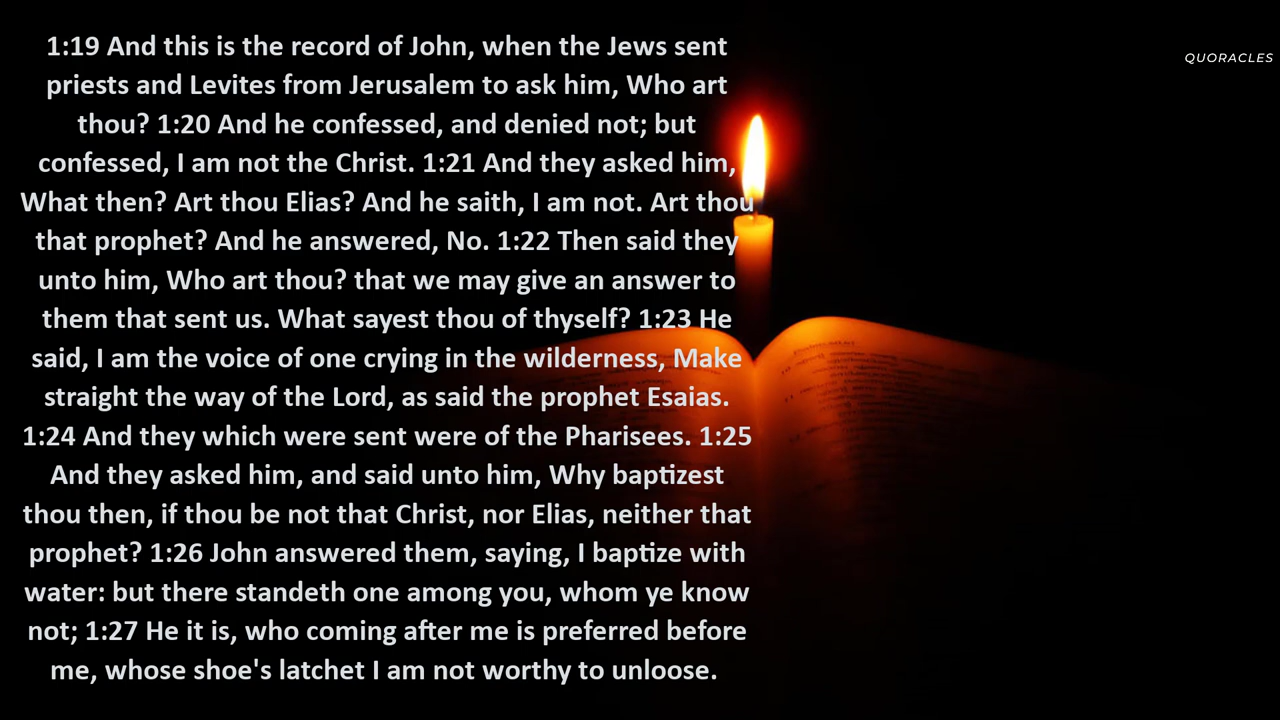 1:19 And this is the record of John, when the Jews sent
priests and Levites from Jerusalem to ask him, Who art
thou? 1:20 And he confessed, and denied not; but
confessed, I am not the Christ. 1:21 And they asked him,
What then? Art thou Elias? And he saith, I am not. Art thou
that prophet? And he answered, No. 1:22 Then said they
unto him, Who art thou? that we may give an answer to
them that sent us. What sayest thou of thyself? 1:23 He
said, I am the voice of one crying in the wilderness, Make
straight the way of the Lord, as said the prophet Esaias.
1:24 And they which were sent were of the Pharisees. 1:25
And they asked him, and said unto him, Why baptizest
thou then, if thou be not that Christ, nor Elias, neither that
prophet? 1:26 John answered them, saying, I baptize with
water: but there standeth one among you, whom ye know
not; 1:27 He it is, who coming after me is preferred before
me, whose shoe's latchet I am not worthy to unloose.
QUORACLES